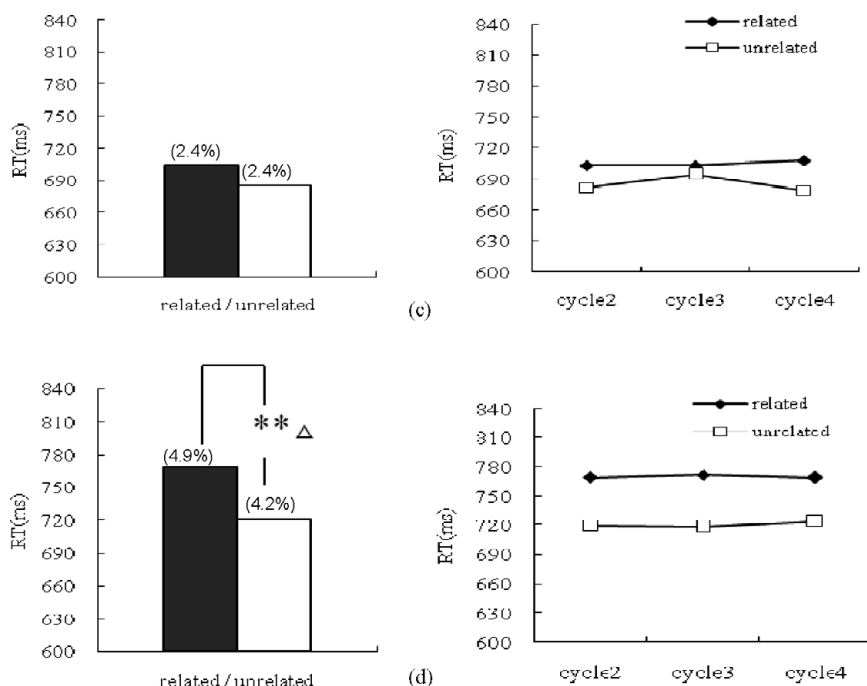 840
810
780
750
720
690
660
630
600
RT(ms)
(2.4%)
(2.4%)
related / unrelated
840
810
780
750
720
690
660
630
600
RT(ms)
related
unrelated
cycle2
cycle3
cycle4
(c)
840
810
780
750
720
690
660
630
600
RT(ms)
(4.9%)
** △
(4.2%)
related / unrelated
840
810
780
750
720
690
660
630
600
RT(ms)
related
unrelated
cycle2
cycle3
cycle4
(d)